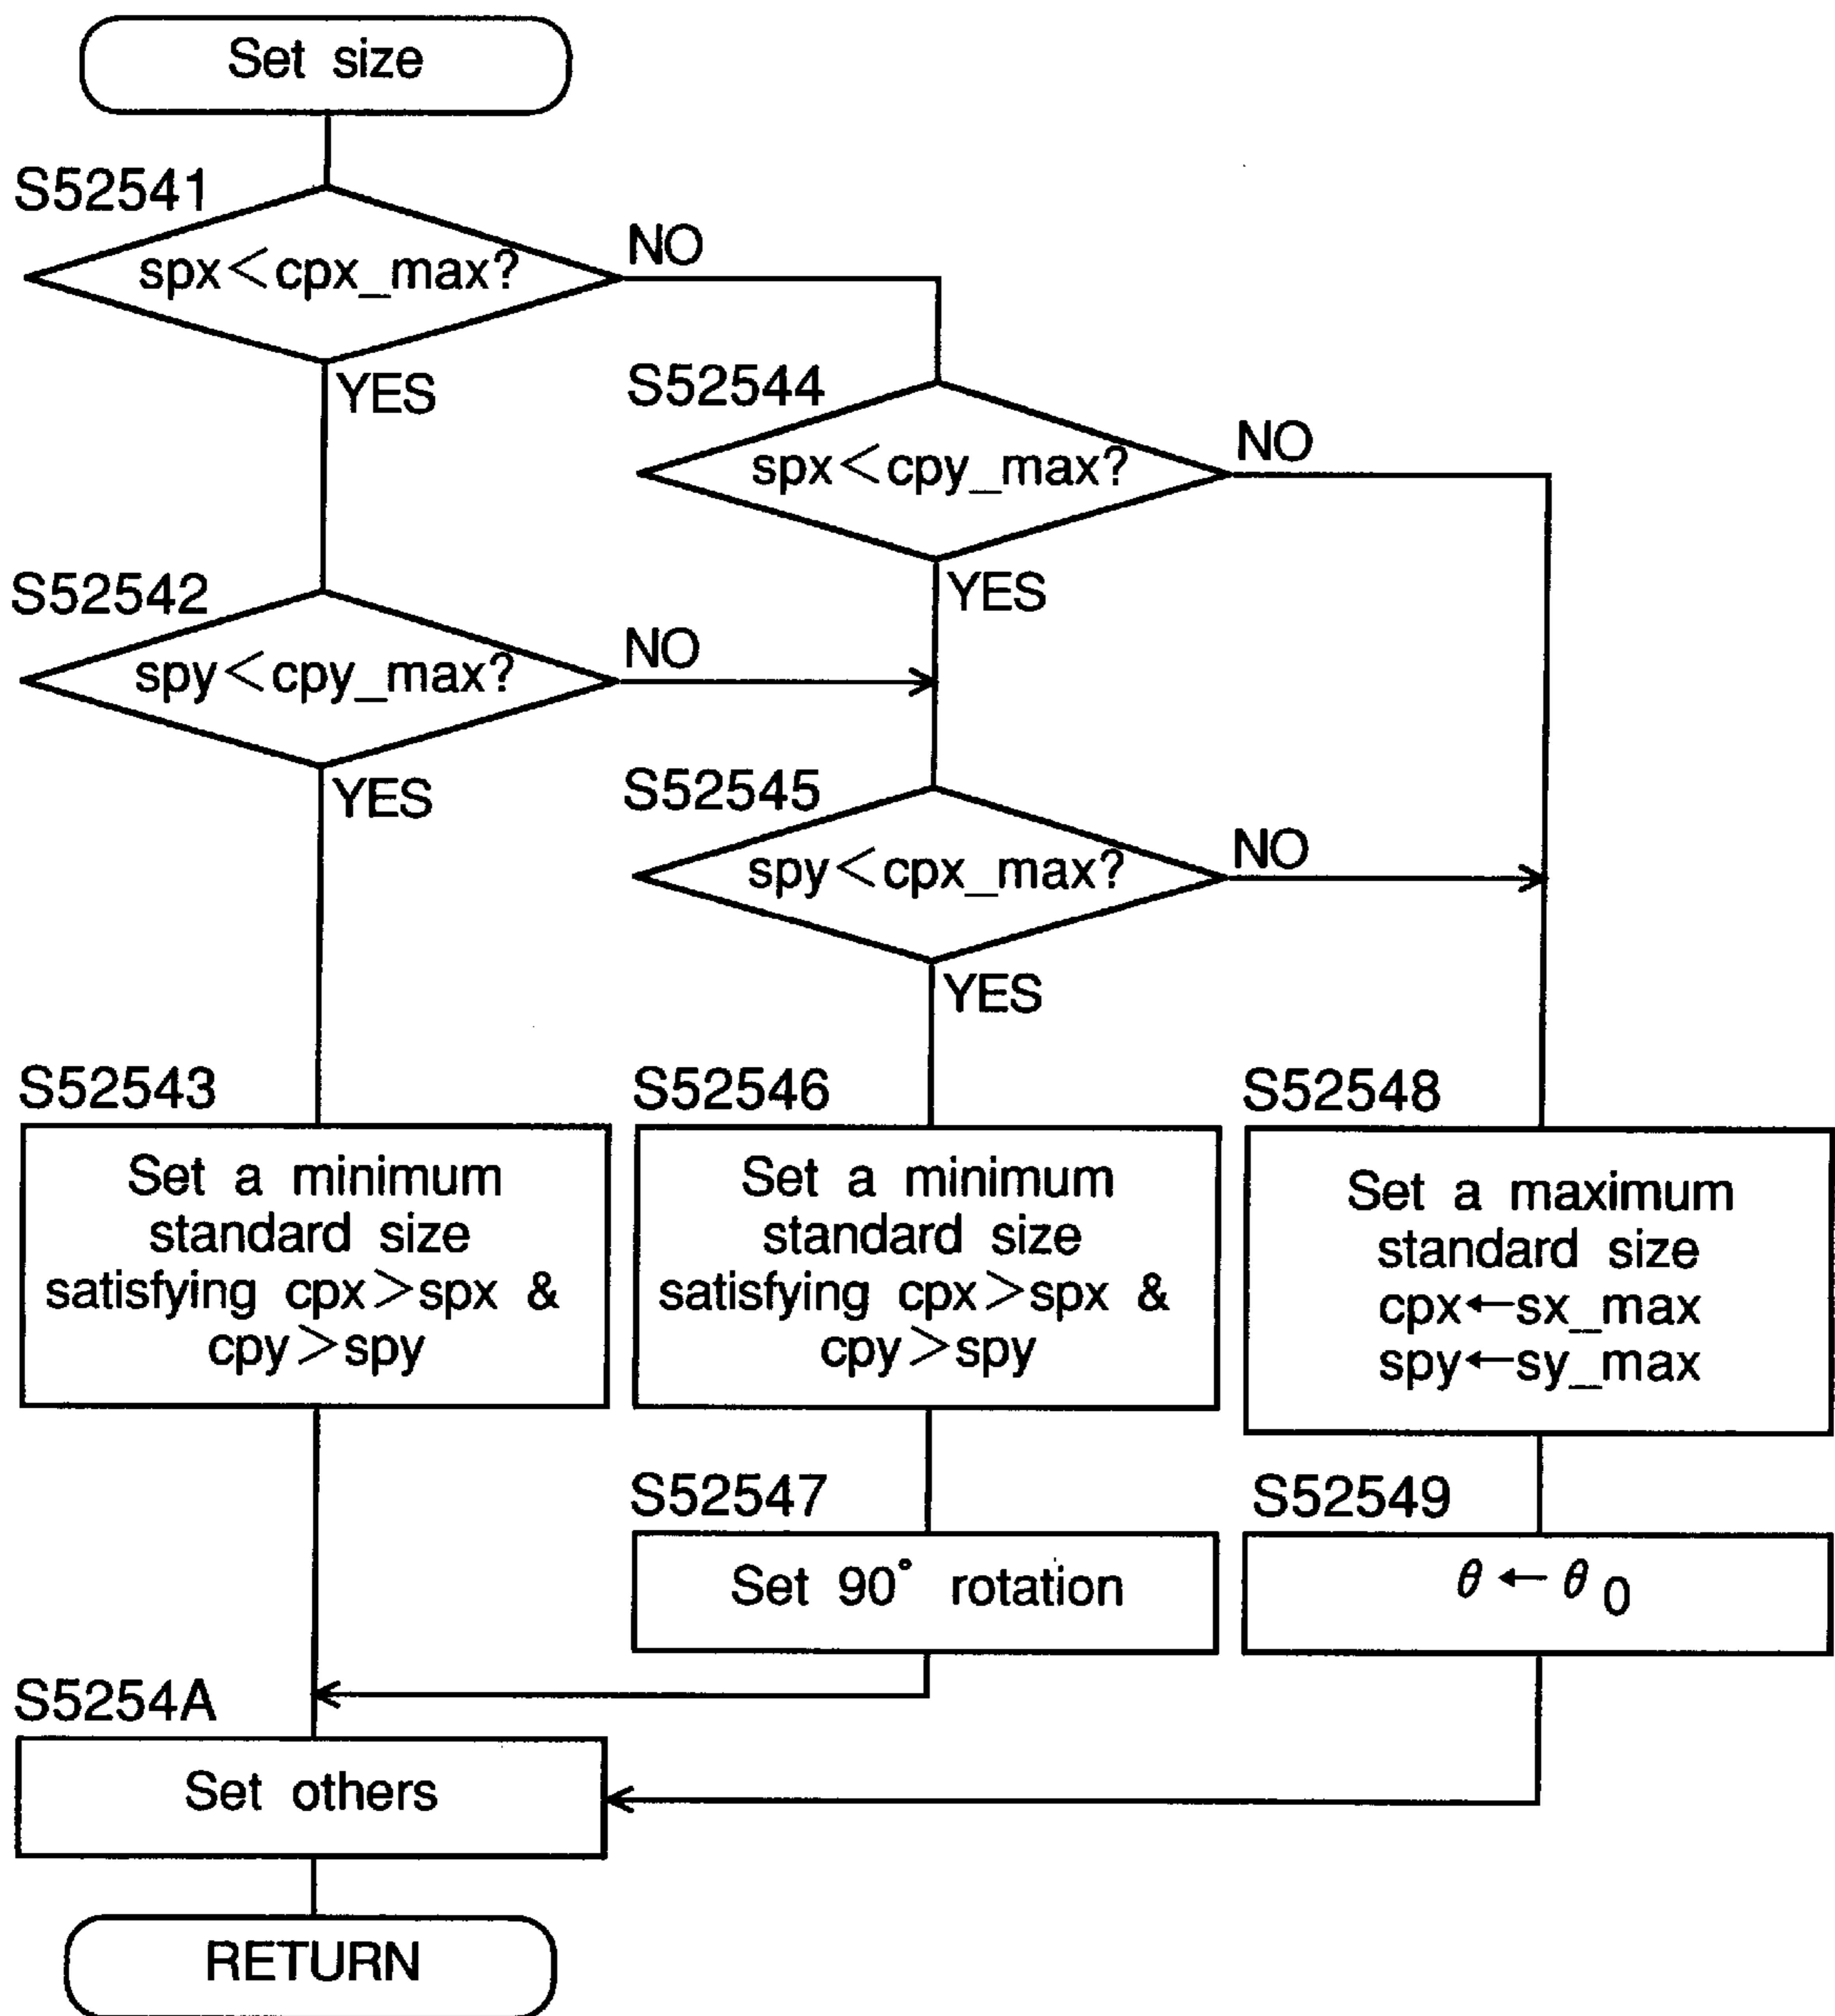 Set size
S52541
spx<cpx_max?
NO
YES
S52544
spx<cpy_max?
NO
YES
S52542
spy<cpy_max?
NO
YES
S52545
spy<cpx_max?
NO
YES
S52543
Set a minimum
standard size
satisfying cpx>spx &
cpy>spy
S52546
Set a minimum
standard size
satisfying cpx>spx &
cpy>spy
S52548
Set a maximum
standard size
cpx←sx_max
spy←sy_max
S52547
Set 90° rotation
S52549
θ ← θ0
S5254A
Set others
RETURN